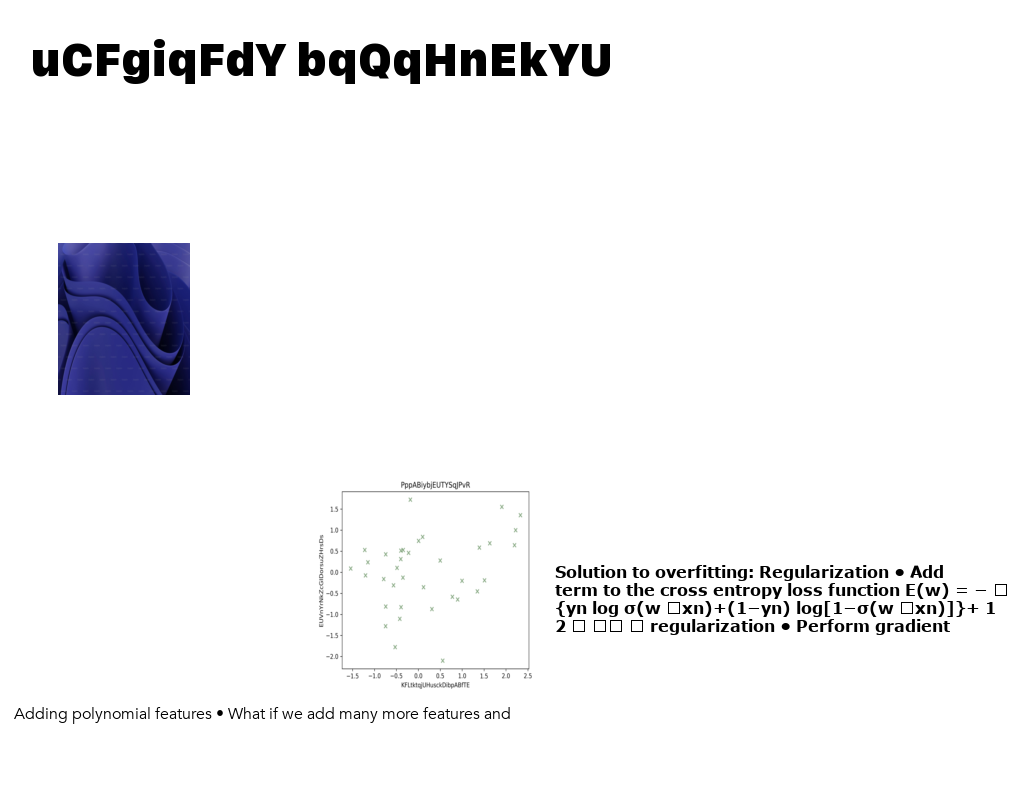 uCFgiqFdY bqQqHnEkYU
PppABiybjEUTYSqJPvR
1.5
1.0
0.5
0.0
−0.5
−1.0
−1.5
−2.0
−1.5 −1.0 −0.5 0.0 0.5 1.0 1.5 2.0 2.5
Solution to overfitting: Regularization • Add
term to the cross entropy loss function E(w) = − □
{yn log σ(w □xn)+(1−yn) log[1−σ(w □xn)]}+ 1
2 □ □□ □ regularization • Perform gradient
Adding polynomial features • What if we add many more features and